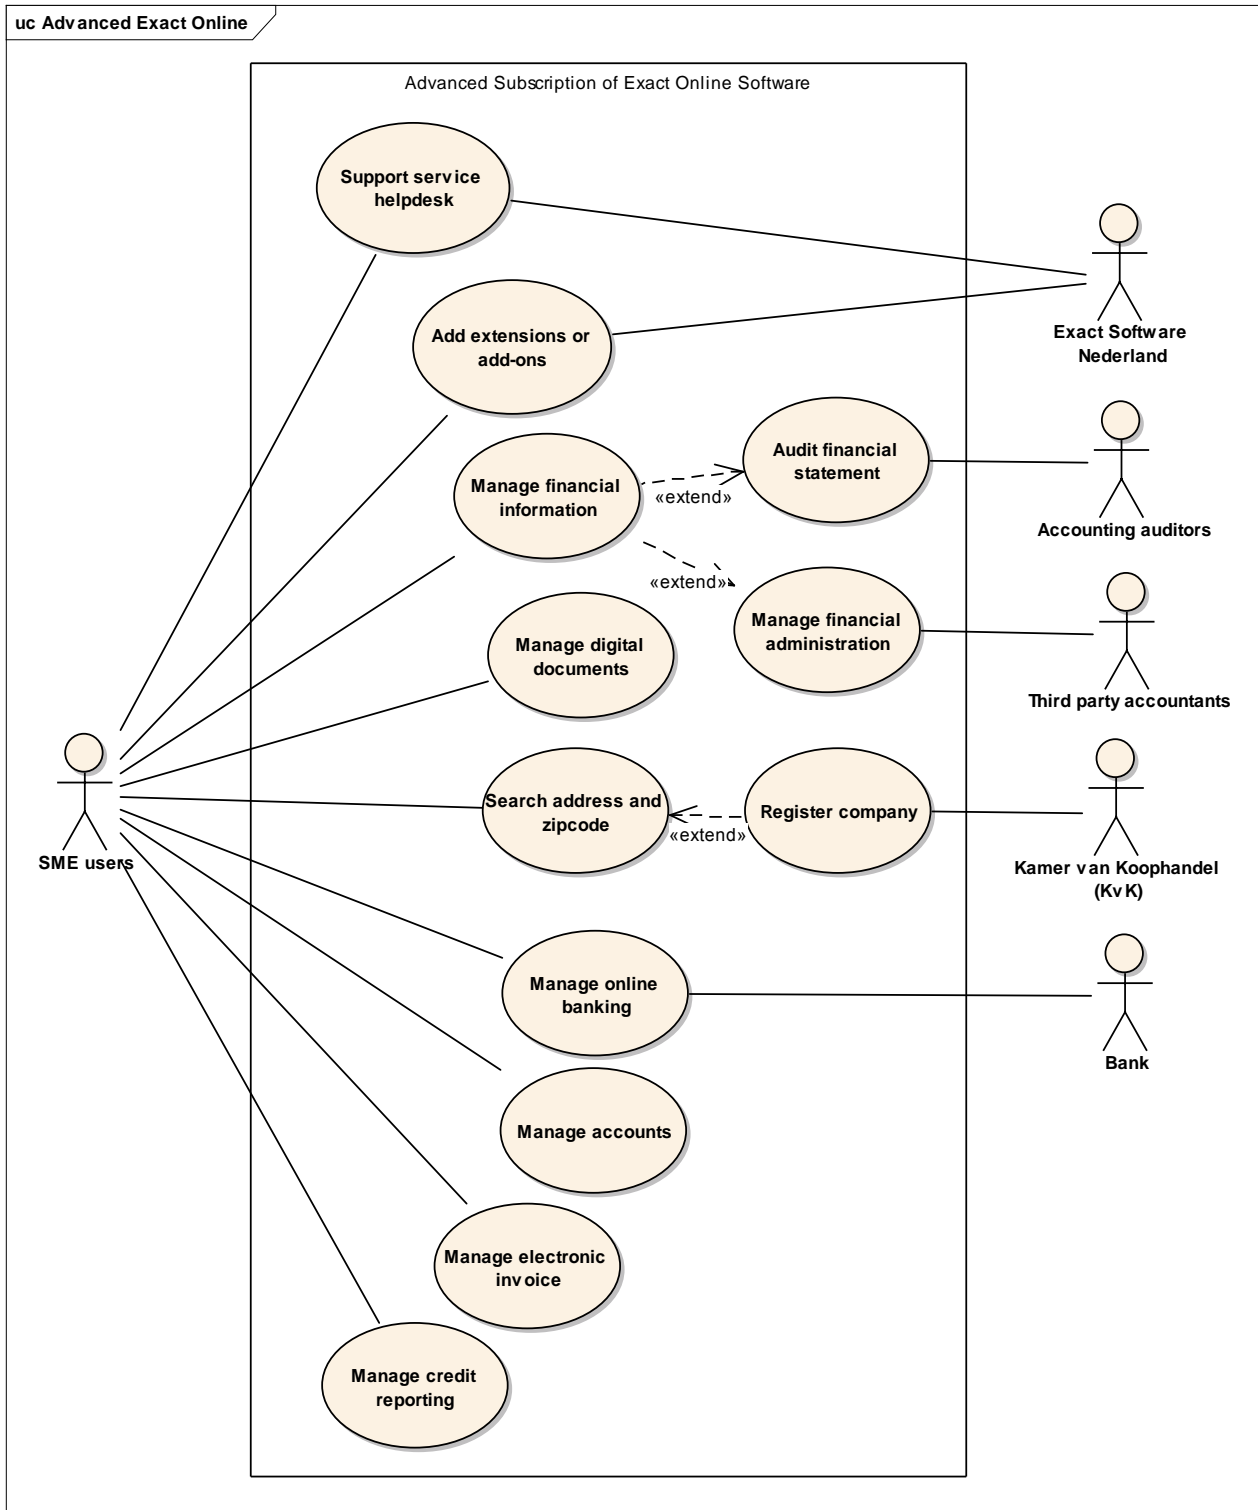 uc Advanced Exact Online
Advanced Subscription of Exact Online Software
Support service
helpdesk
Exact Software
Nederland
Add extensions or
add-ons
Audit financial
statement
Manage financial
information
«extend»
Accounting auditors
«extend»
Manage financial
administration
Manage digital
documents
Third party accountants
Search address and
zipcode
Register company
«extend»
SME users
Kamer van Koophandel
(KvK)
Manage online
banking
Bank
Manage accounts
Manage electronic
invoice
Manage credit
reporting